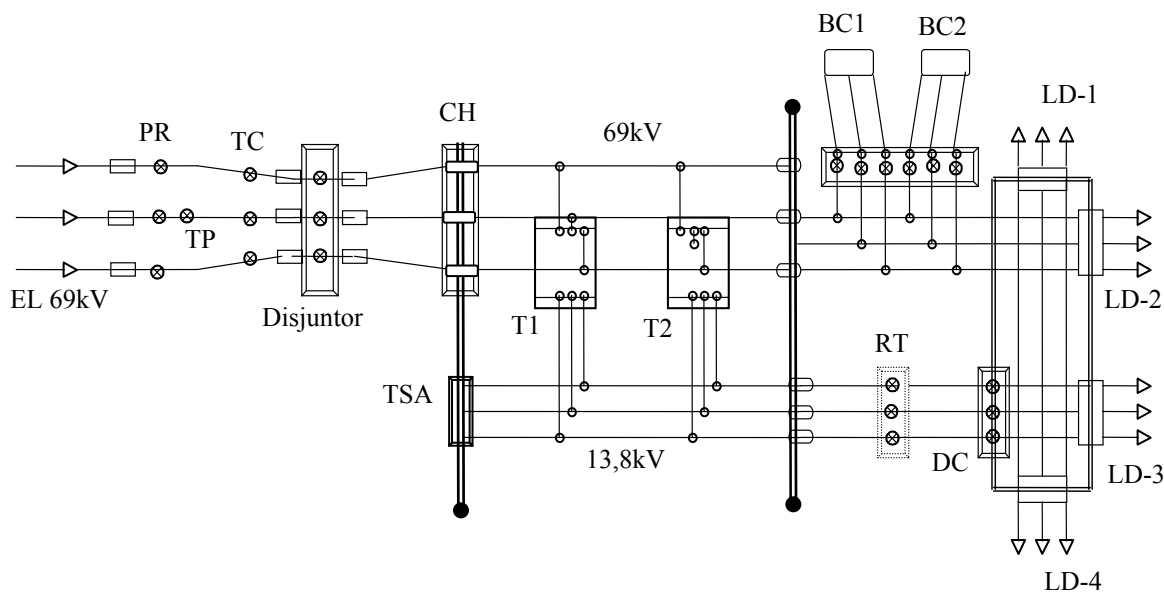 BC1
BC2
LD-1
PR
TC
CH
69kV
TP
EL 69kV
Disjuntor
T1
T2
LD-2
RT
TSA
13,8kV
DC
LD-3
LD-4